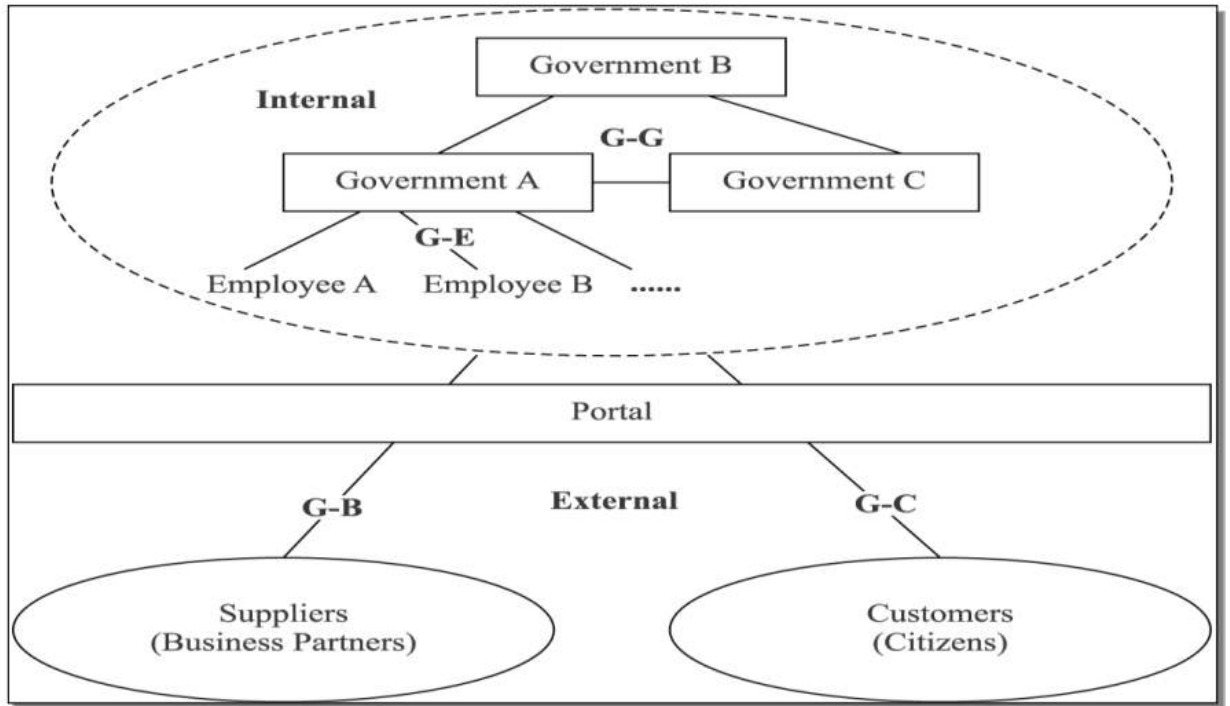 Government B
Internal
G-G
Government A
Government C
G-E
Employee A
Employee B
......
Portal
G-B
External
G-C
Suppliers
(Business Partners)
Customers
(Citizens)